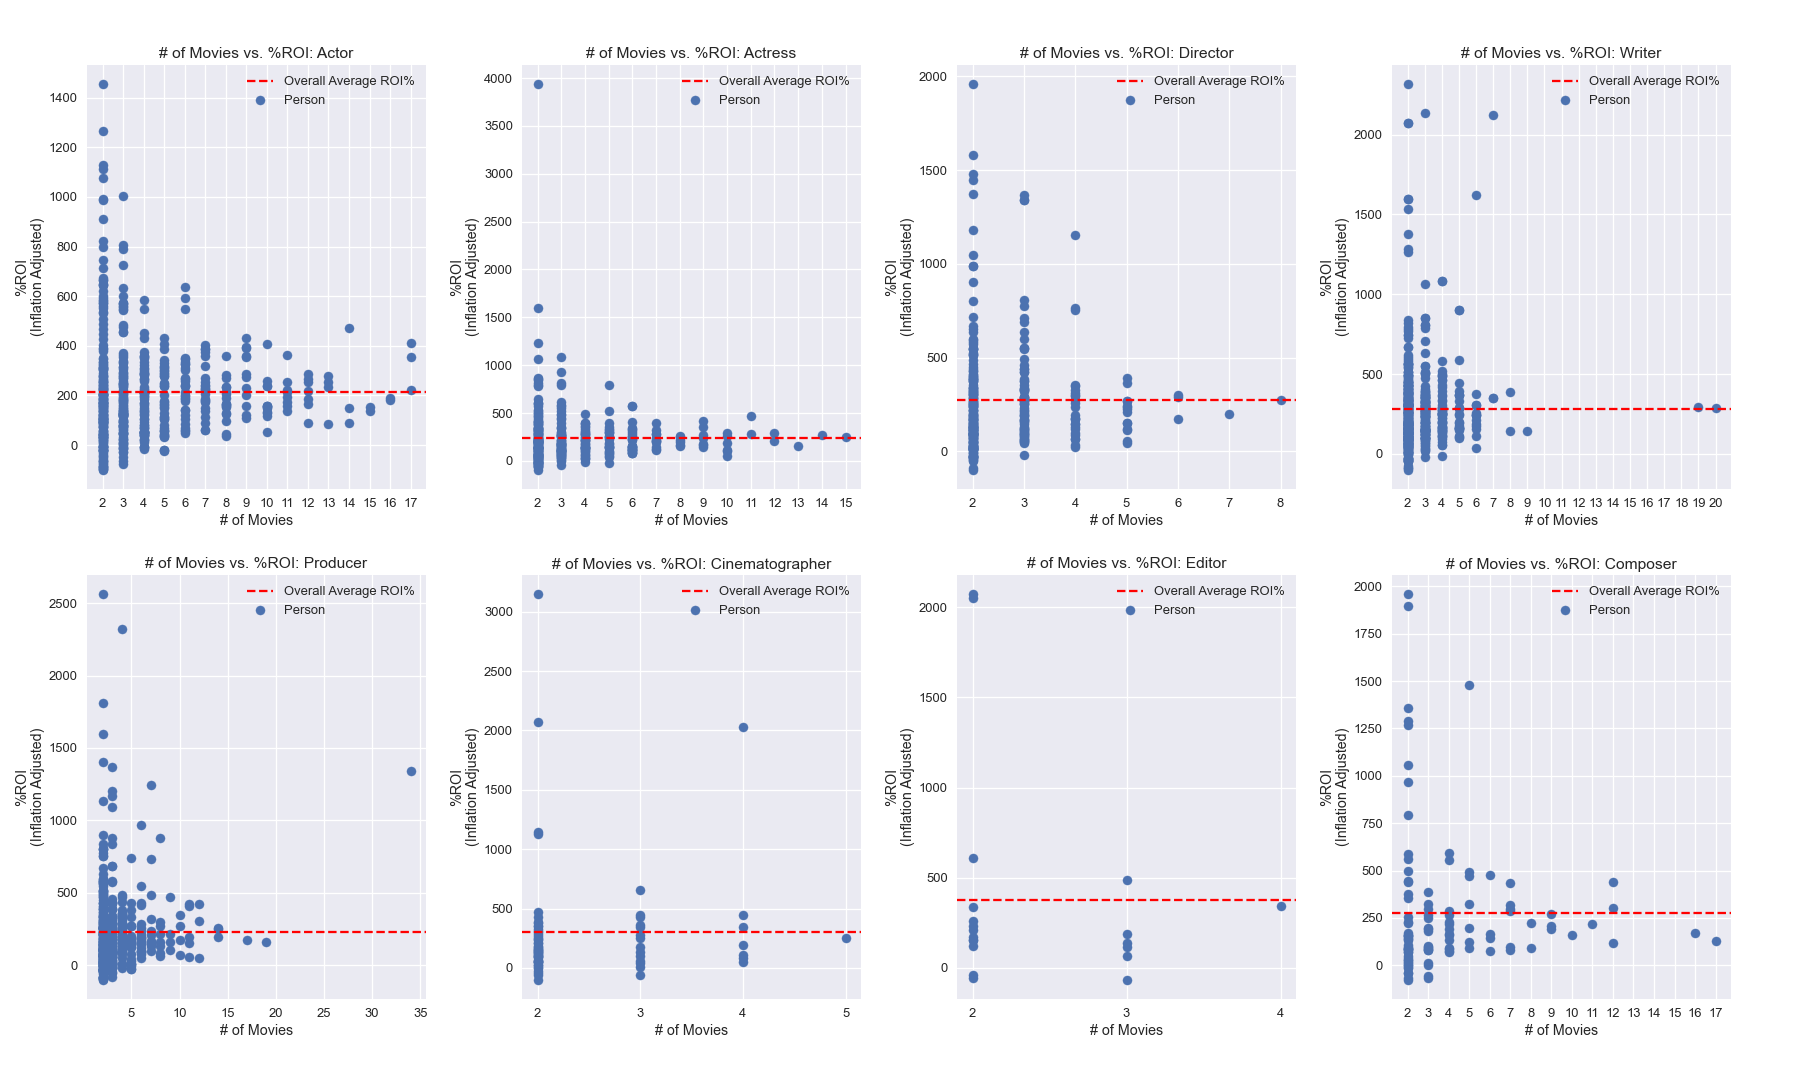 # of Movies vs. %ROI: Actor
Overall Average ROI%
Person
1400
1200
1000
800
600
400
200
0
%ROI
(Inflation Adjusted)
2 3 4 5 6 7 8 9 10 11 12 13 14 15 16 17
# of Movies
# of Movies vs. %ROI: Actress
Overall Average ROI%
Person
4000
3500
3000
2500
2000
1500
1000
500
0
%ROI
(Inflation Adjusted)
2 3 4 5 6 7 8 9 10 11 12 13 14 15
# of Movies
# of Movies vs. %ROI: Director
Overall Average ROI%
Person
2000
1500
1000
500
0
%ROI
(Inflation Adjusted)
2 3 4 5 6 7 8
# of Movies
# of Movies vs. %ROI: Writer
Overall Average ROI%
Person
2000
1500
1000
500
0
%ROI
(Inflation Adjusted)
2 3 4 5 6 7 8 9 10 11 12 13 14 15 16 17 18 19 20
# of Movies
# of Movies vs. %ROI: Producer
Overall Average ROI%
Person
2500
2000
1500
1000
500
0
%ROI
(Inflation Adjusted)
5 10 15 20 25 30 35
# of Movies
# of Movies vs. %ROI: Cinematographer
Overall Average ROI%
Person
3000
2500
2000
1500
1000
500
0
%ROI
(Inflation Adjusted)
2 3 4 5
# of Movies
# of Movies vs. %ROI: Editor
Overall Average ROI%
Person
2000
1500
1000
500
0
%ROI
(Inflation Adjusted)
2 3 4
# of Movies
# of Movies vs. %ROI: Composer
Overall Average ROI%
Person
2000
1750
1500
1250
1000
750
500
250
0
%ROI
(Inflation Adjusted)
2 3 4 5 6 7 8 9 10 11 12 13 14 15 16 17
# of Movies